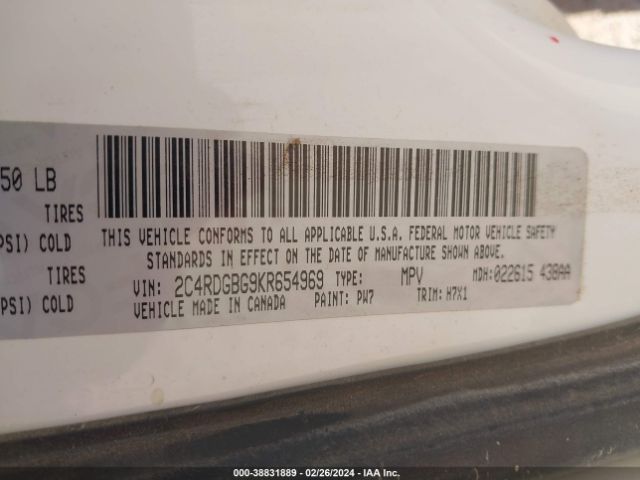 50 LB
TIRES
PSI) COLD
TIRES
PSI) COLD
THIS VEHICLE CONFORMS TO ALL APPLICABLE U.S.A. FEDERAL MOTOR VEHICLE SAFETY
STANDARDS IN EFFECT ON THE DATE OF MANUFACTURE SHOWN ABOVE.
VIN: 2C4RDGBG9KR654969 TYPE: MPV MDH: 022615 438AA
VEHICLE MADE IN CANADA PAINT: PW7 TRIM: H7X1
000-38831889 | 02/26/2024 | IAA Inc.